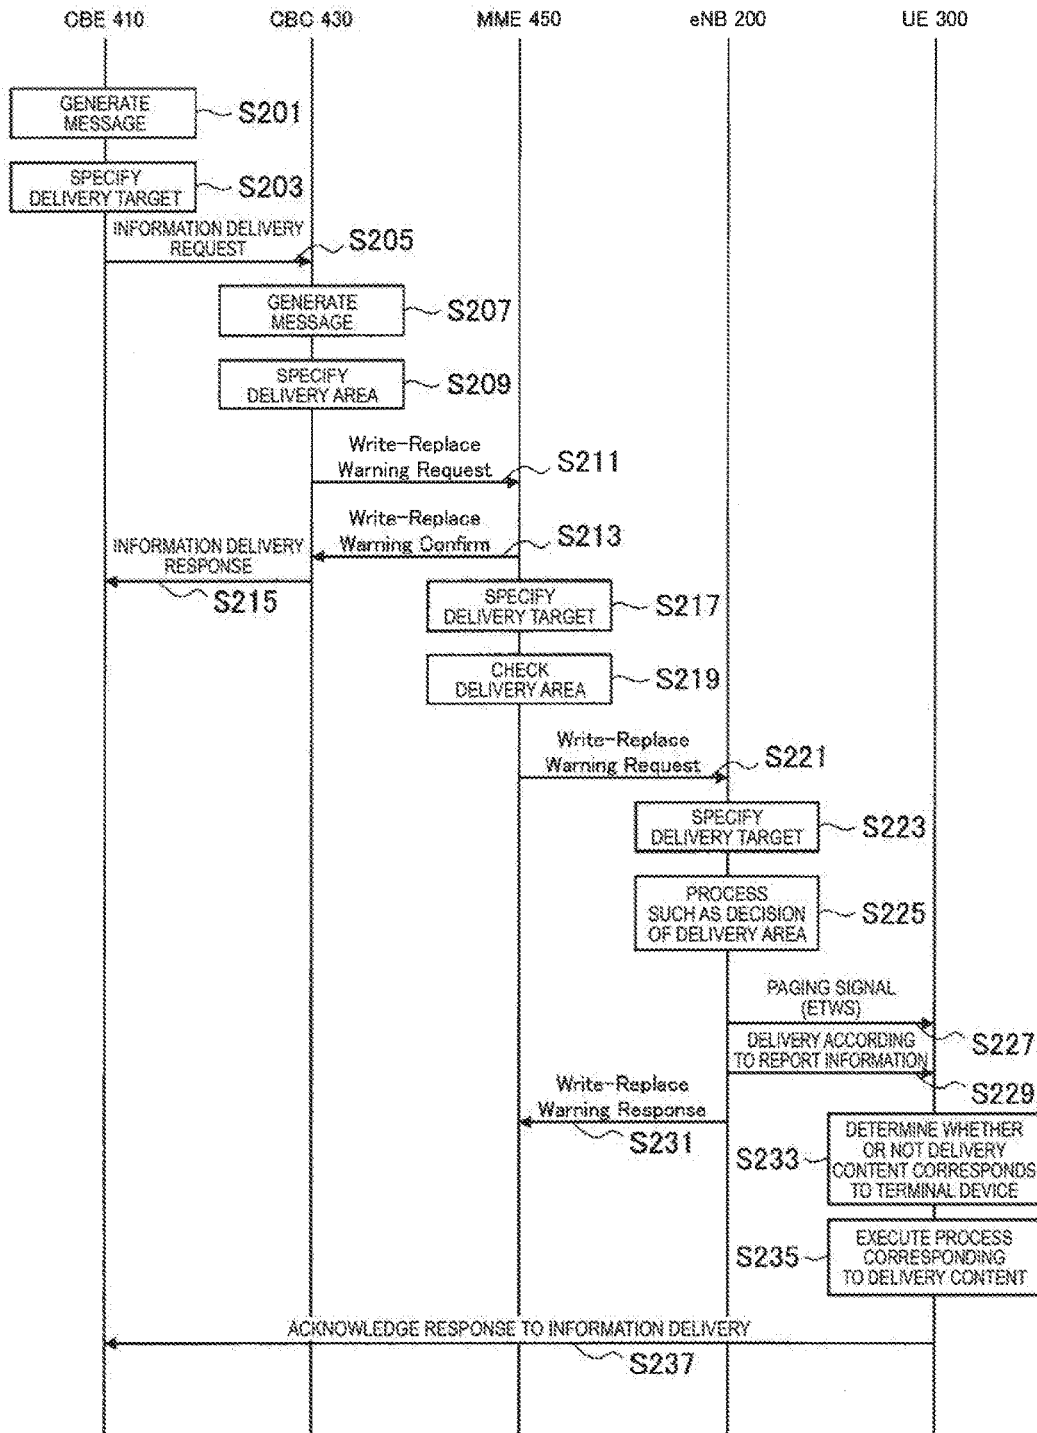 CBE 410
CBC 430
MME 450
eNB 200
UE 300
GENERATE
MESSAGE
S201
SPECIFY
DELIVERY TARGET
S203
INFORMATION DELIVERY
REQUEST
S205
GENERATE
MESSAGE
S207
SPECIFY
DELIVERY AREA
S209
Write-Replace
Warning Request
S211
Write-Replace
Warning Confirm
S213
INFORMATION DELIVERY
RESPONSE
S215
SPECIFY
DELIVERY TARGET
S217
CHECK
DELIVERY AREA
S219
Write-Replace
Warning Request
S221
SPECIFY
DELIVERY TARGET
S223
PROCESS
SUCH AS DECISION
OF DELIVERY AREA
S225
PAGING SIGNAL
(ETWS)
S227
DELIVERY ACCORDING
TO REPORT INFORMATION
S229
Write-Replace
Warning Response
S231
S233
DETERMINE WHETHER
OR NOT DELIVERY
CONTENT CORRESPONDS
TO TERMINAL DEVICE
S235
EXECUTE PROCESS
CORRESPONDING
TO DELIVERY CONTENT
ACKNOWLEDGE RESPONSE TO INFORMATION DELIVERY
S237